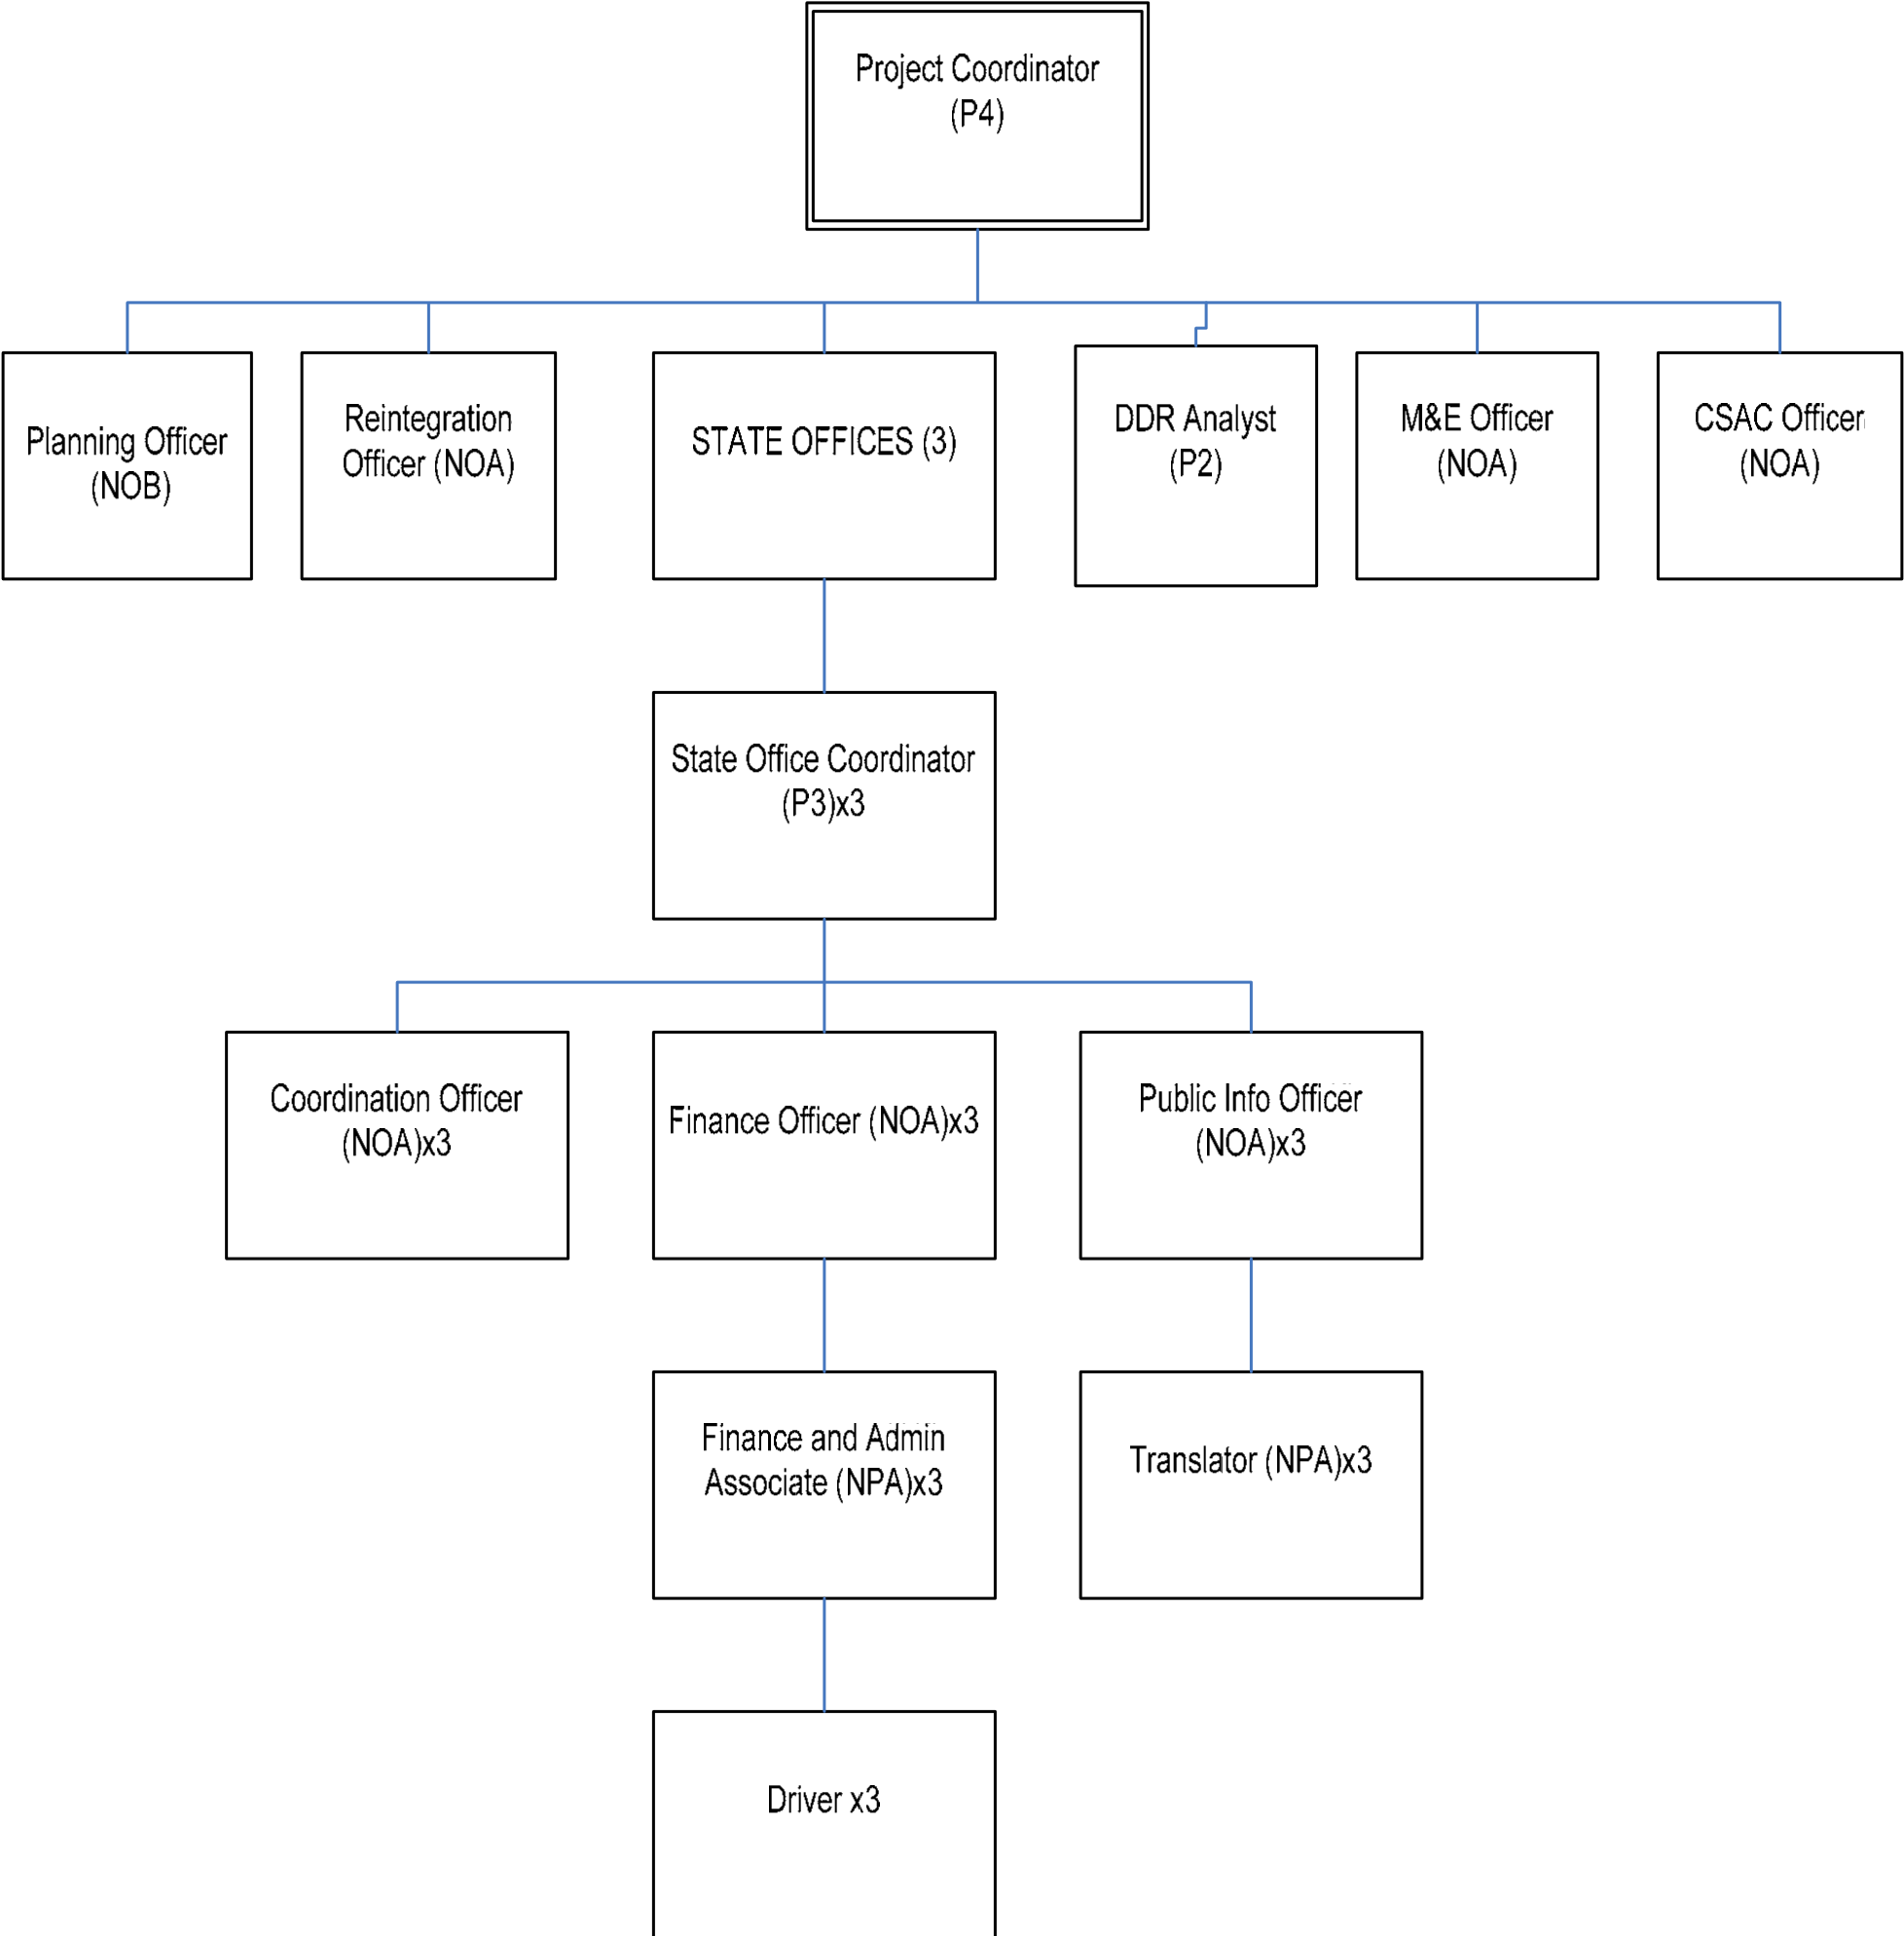 Project Coordinator
(P4)
Planning Officer
(NOB)
Reintegration
Officer (NOA)
STATE OFFICES (3)
DDR Analyst
(P2)
M&E Officer
(NOA)
CSAC Officer
(NOA)
State Office Coordinator
(P3)x3
Coordination Officer
(NOA)x3
Finance Officer (NOA)x3
Public Info Officer
(NOA)x3
Finance and Admin
Associate (NPA)x3
Translator (NPA)x3
Driver x3